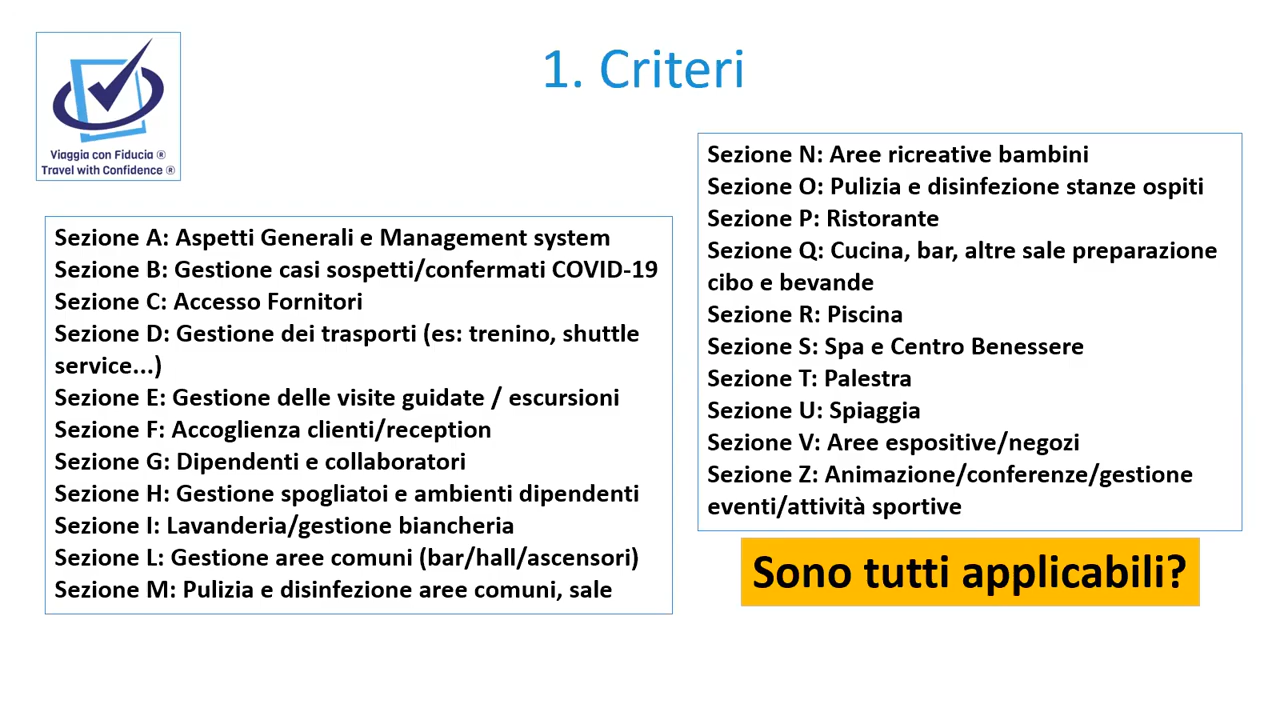 1. Criteri
Viaggia con Fiducia ®
Travel with Confidence ®
Sezione A: Aspetti Generali e Management system
Sezione B: Gestione casi sospetti/confermati COVID-19
Sezione C: Accesso Fornitori
Sezione D: Gestione dei trasporti (es: trenino, shuttle
service...)
Sezione E: Gestione delle visite guidate / escursioni
Sezione F: Accoglienza clienti/reception
Sezione G: Dipendenti e collaboratori
Sezione H: Gestione spogliatoi e ambienti dipendenti
Sezione I: Lavanderia/gestione biancheria
Sezione L: Gestione aree comuni (bar/hall/ascensori)
Sezione M: Pulizia e disinfezione aree comuni, sale
Sezione N: Aree ricreative bambini
Sezione O: Pulizia e disinfezione stanze ospiti
Sezione P: Ristorante
Sezione Q: Cucina, bar, altre sale preparazione
cibo e bevande
Sezione R: Piscina
Sezione S: Spa e Centro Benessere
Sezione T: Palestra
Sezione U: Spiaggia
Sezione V: Aree espositive/negozi
Sezione Z: Animazione/conferenze/gestione
eventi/attività sportive
Sono tutti applicabili?